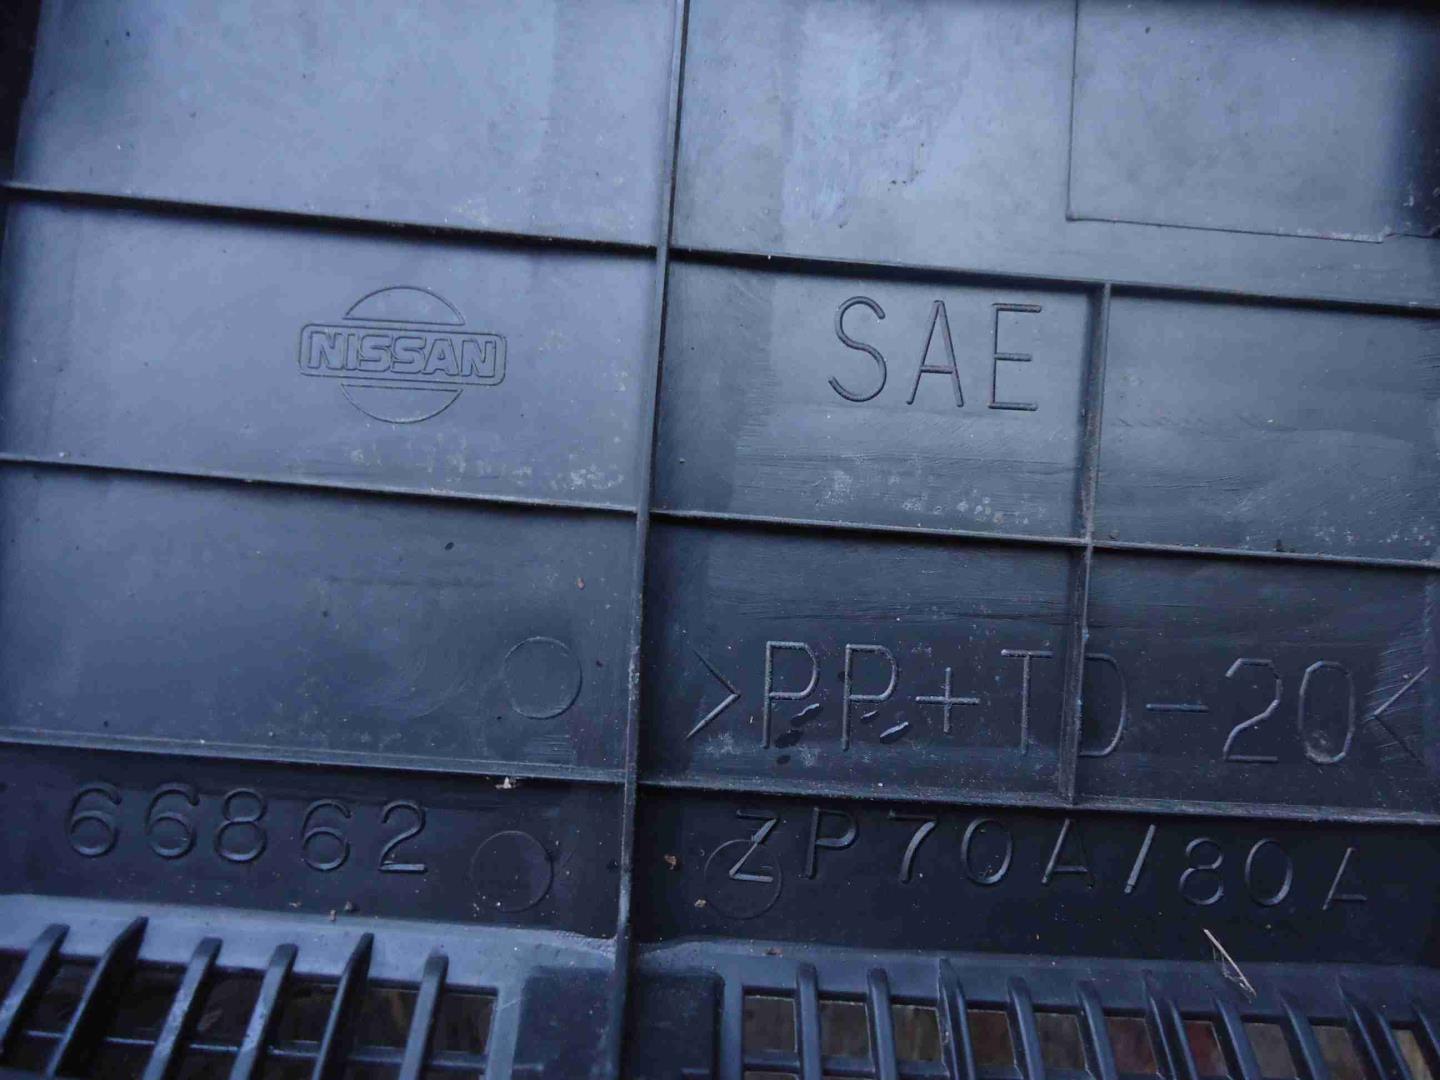 NISSAN
SAE
>PP+TD-20<
66862 ZP70A/80A